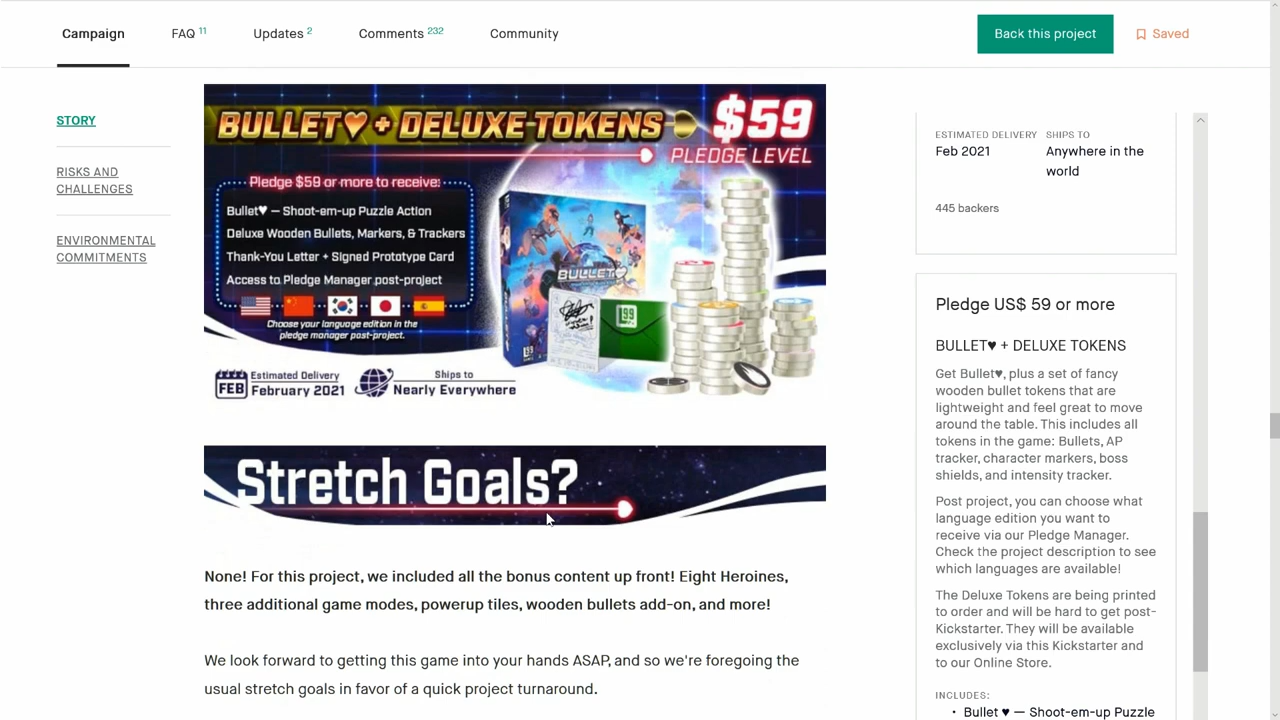 Campaign
FAQ 11
Updates 2
Comments 232
Community
Back this project
Saved
STORY
RISKS AND
CHALLENGES
ENVIRONMENTAL
COMMITMENTS
BULLET♥ + DELUXE TOKENS
$59
PLEDGE LEVEL
Pledge $59 or more to receive:
Bullet♥ — Shoot-em-up Puzzle Action
Deluxe Wooden Bullets, Markers, & Trackers
Thank-You Letter + Signed Prototype Card
Access to Pledge Manager post-project
Choose your language edition in the
pledge manager post-project.
BULLET♥
L99
FEB
Estimated Delivery
February 2021
Ships to
Nearly Everywhere
Stretch Goals?
None! For this project, we included all the bonus content up front! Eight Heroines,
three additional game modes, powerup tiles, wooden bullets add-on, and more!
We look forward to getting this game into your hands ASAP, and so we're foregoing the
usual stretch goals in favor of a quick project turnaround.
ESTIMATED DELIVERY
Feb 2021
SHIPS TO
Anywhere in the
world
445 backers
Pledge US$ 59 or more
BULLET♥ + DELUXE TOKENS
Get Bullet♥, plus a set of fancy
wooden bullet tokens that are
lightweight and feel great to move
around the table. This includes all
tokens in the game: Bullets, AP
tracker, character markers, boss
shields, and intensity tracker.
Post project, you can choose what
language edition you want to
receive via our Pledge Manager.
Check the project description to see
which languages are available!
The Deluxe Tokens are being printed
to order and will be hard to get post-
Kickstarter. They will be available
exclusively via this Kickstarter and
to our Online Store.
INCLUDES:
• Bullet ♥ — Shoot-em-up Puzzle